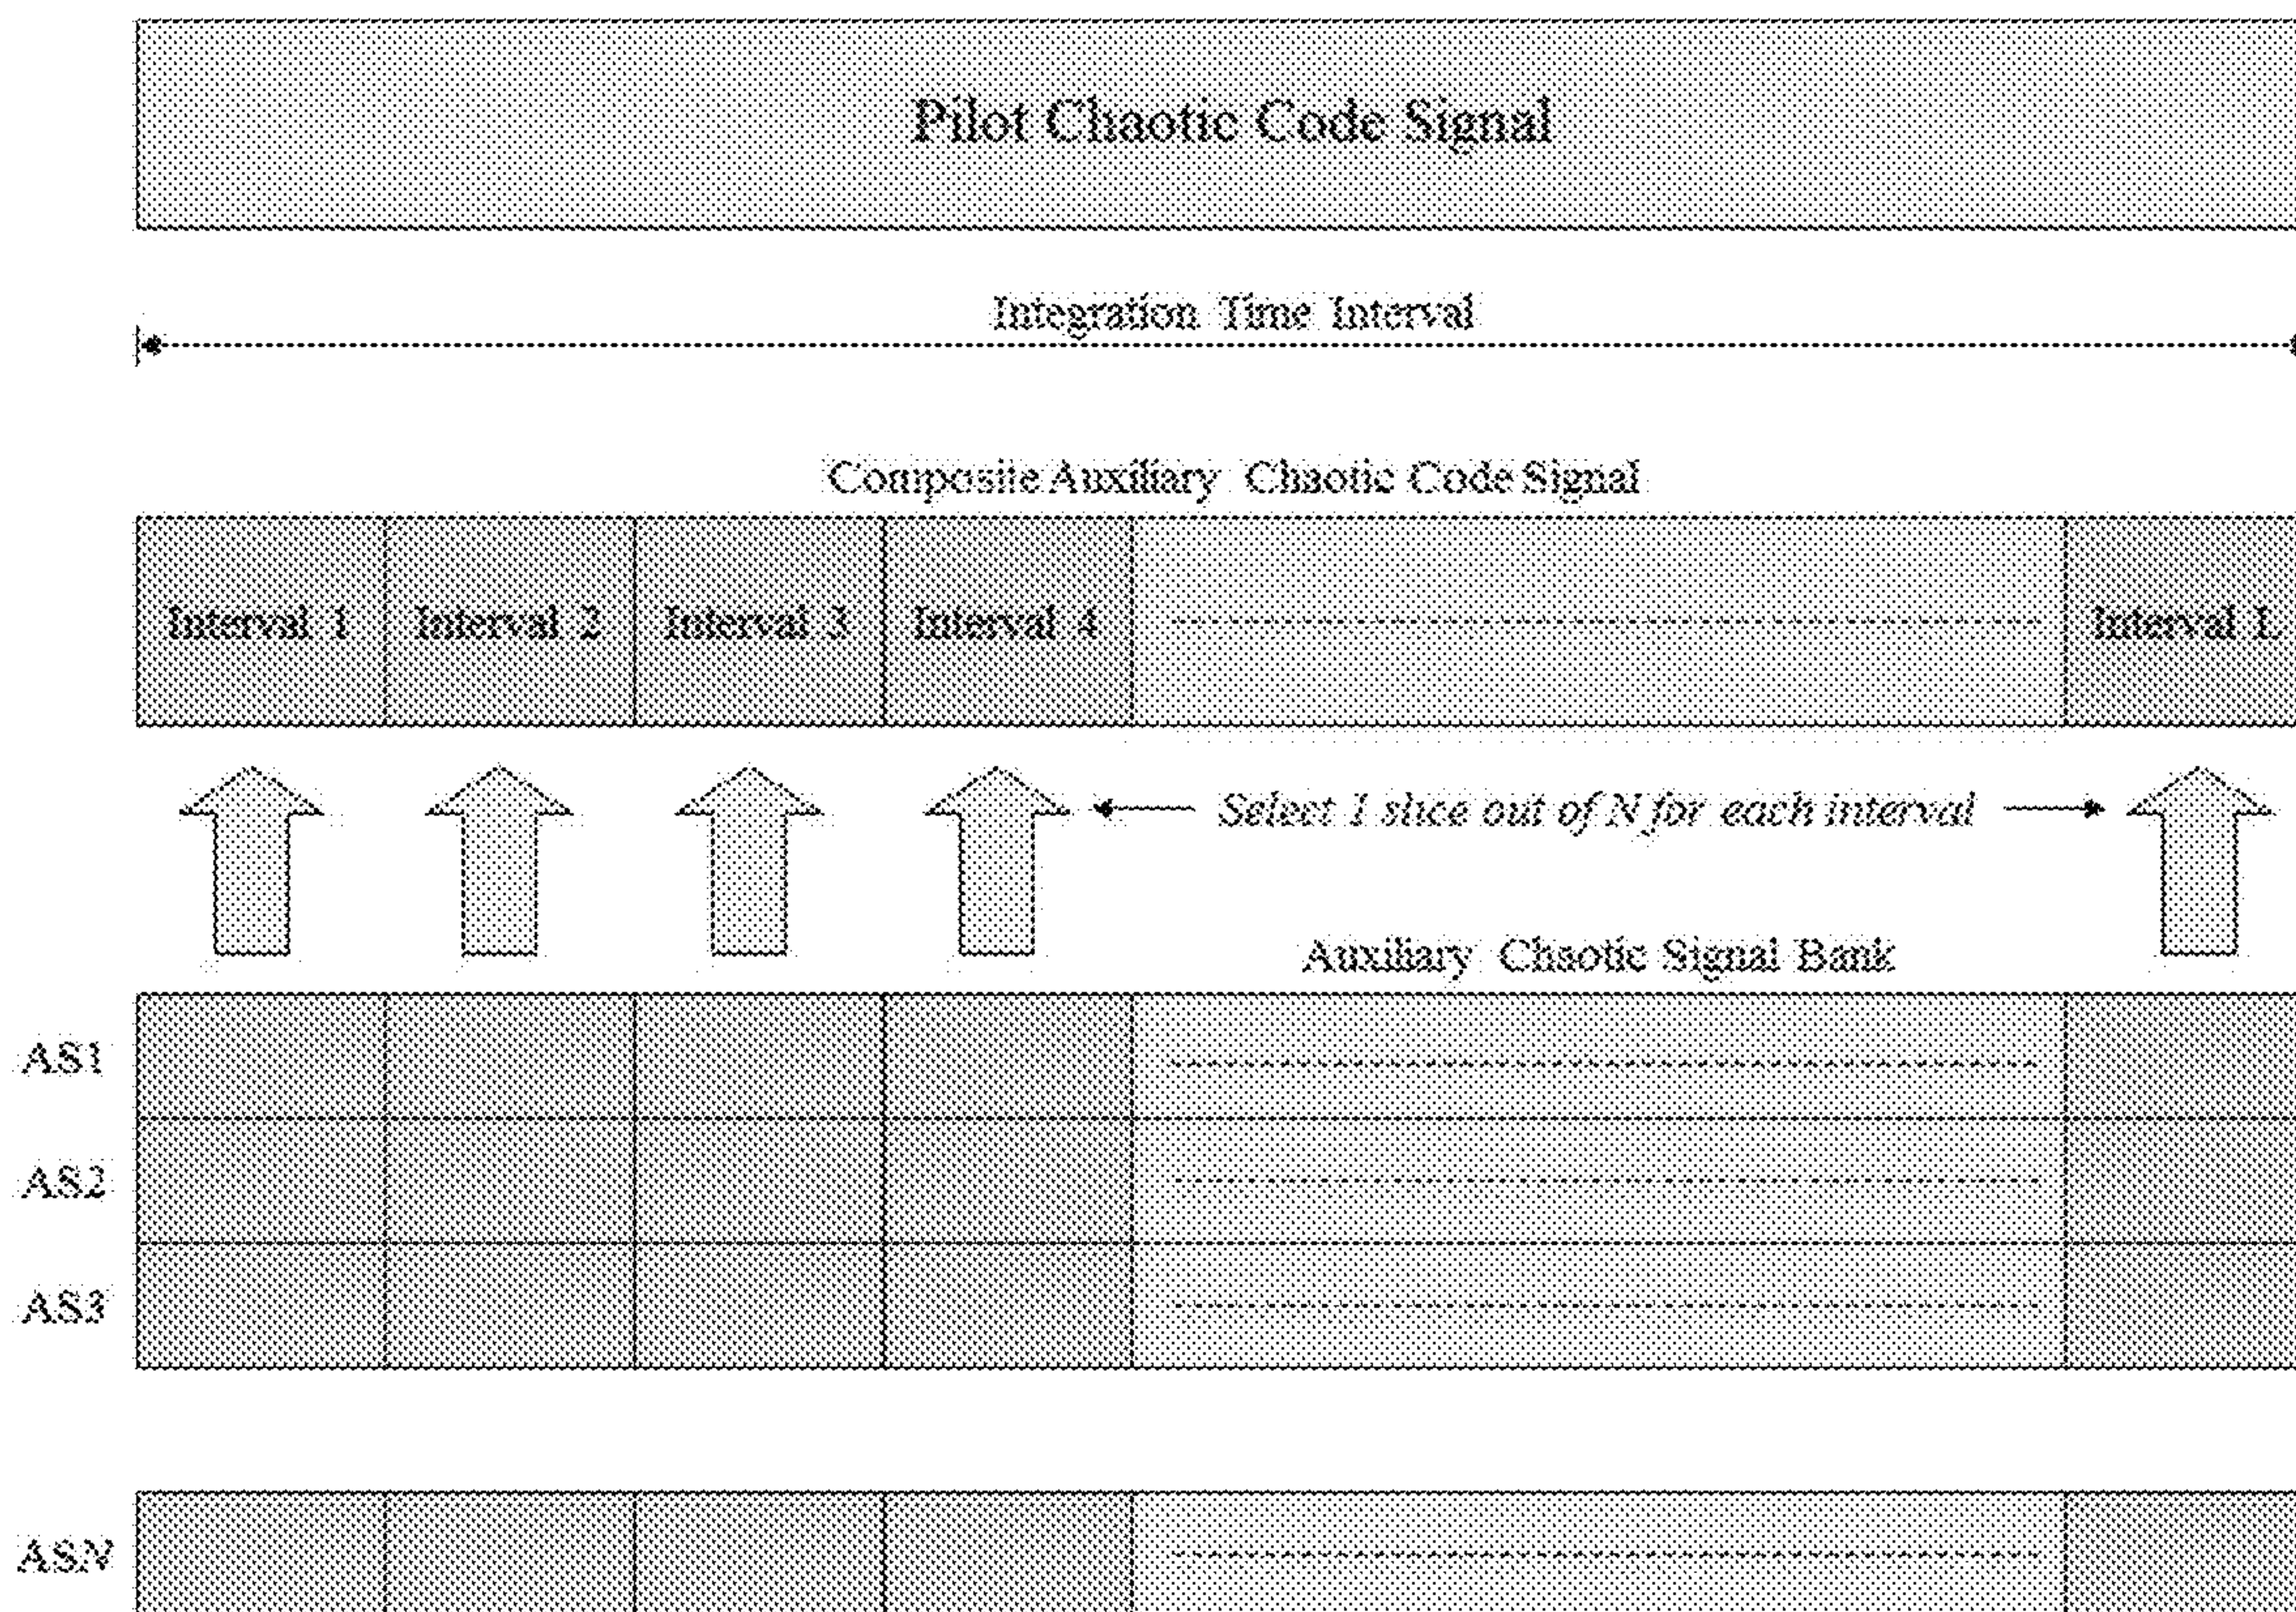 Pilot Chaotic Code Signal
Integration Time Interval
Composite Auxiliary Chaotic Code Signal
Interval 1 Interval 2 Interval 3 Interval 4 Interval L
Select 1 slice out of N for each interval
Auxiliary Chaotic Signal Bank
AS1
AS2
AS3
ASN